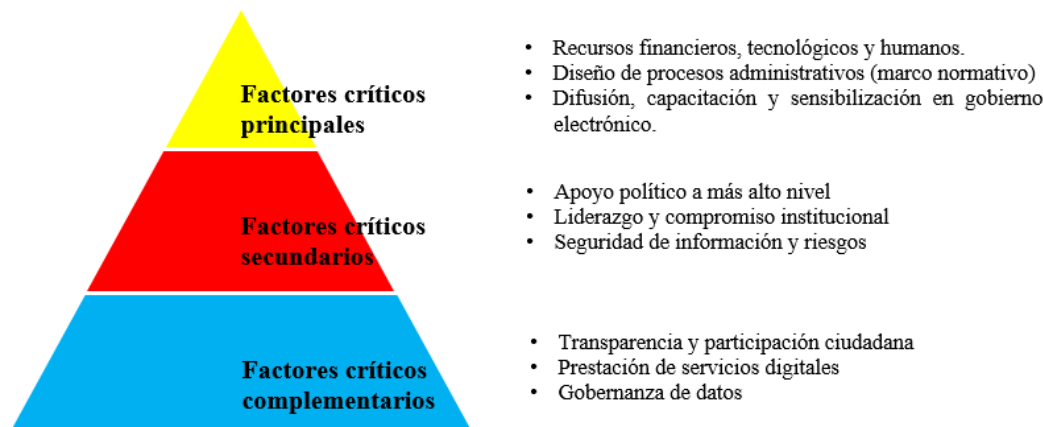 Factores críticos
principales
• Recursos financieros, tecnológicos y humanos.
• Diseño de procesos administrativos (marco normativo)
• Difusión, capacitación y sensibilización en gobierno
electrónico.
Factores críticos
secundarios
• Apoyo político a más alto nivel
• Liderazgo y compromiso institucional
• Seguridad de información y riesgos
Factores críticos
complementarios
• Transparencia y participación ciudadana
• Prestación de servicios digitales
• Gobernanza de datos